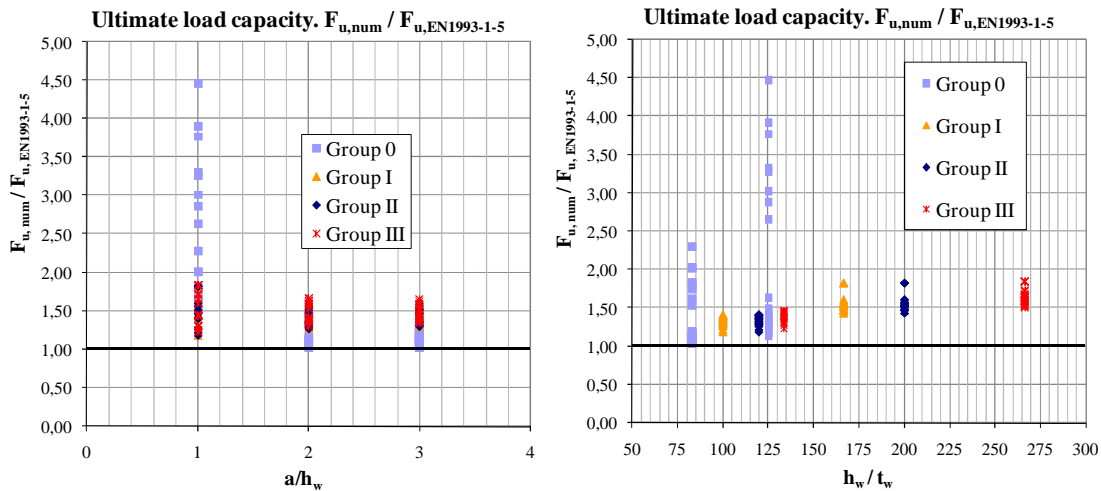 Ultimate load capacity. Fu,num / Fu,EN1993-1-5
5,00
4,50
4,00
3,50
3,00
2,50
2,00
1,50
1,00
0,50
0,00
Fu, num / Fu, EN1993-1-5
Group 0
Group I
Group II
Group III
0
1
2
3
4
a/hw
Ultimate load capacity. Fu,num / Fu,EN1993-1-5
5,00
4,50
4,00
3,50
3,00
2,50
2,00
1,50
1,00
0,50
0,00
Fu, num / Fu, EN1993-1-5
Group 0
Group I
Group II
Group III
50
75
100
125
150
175
200
225
250
275
300
hw / tw